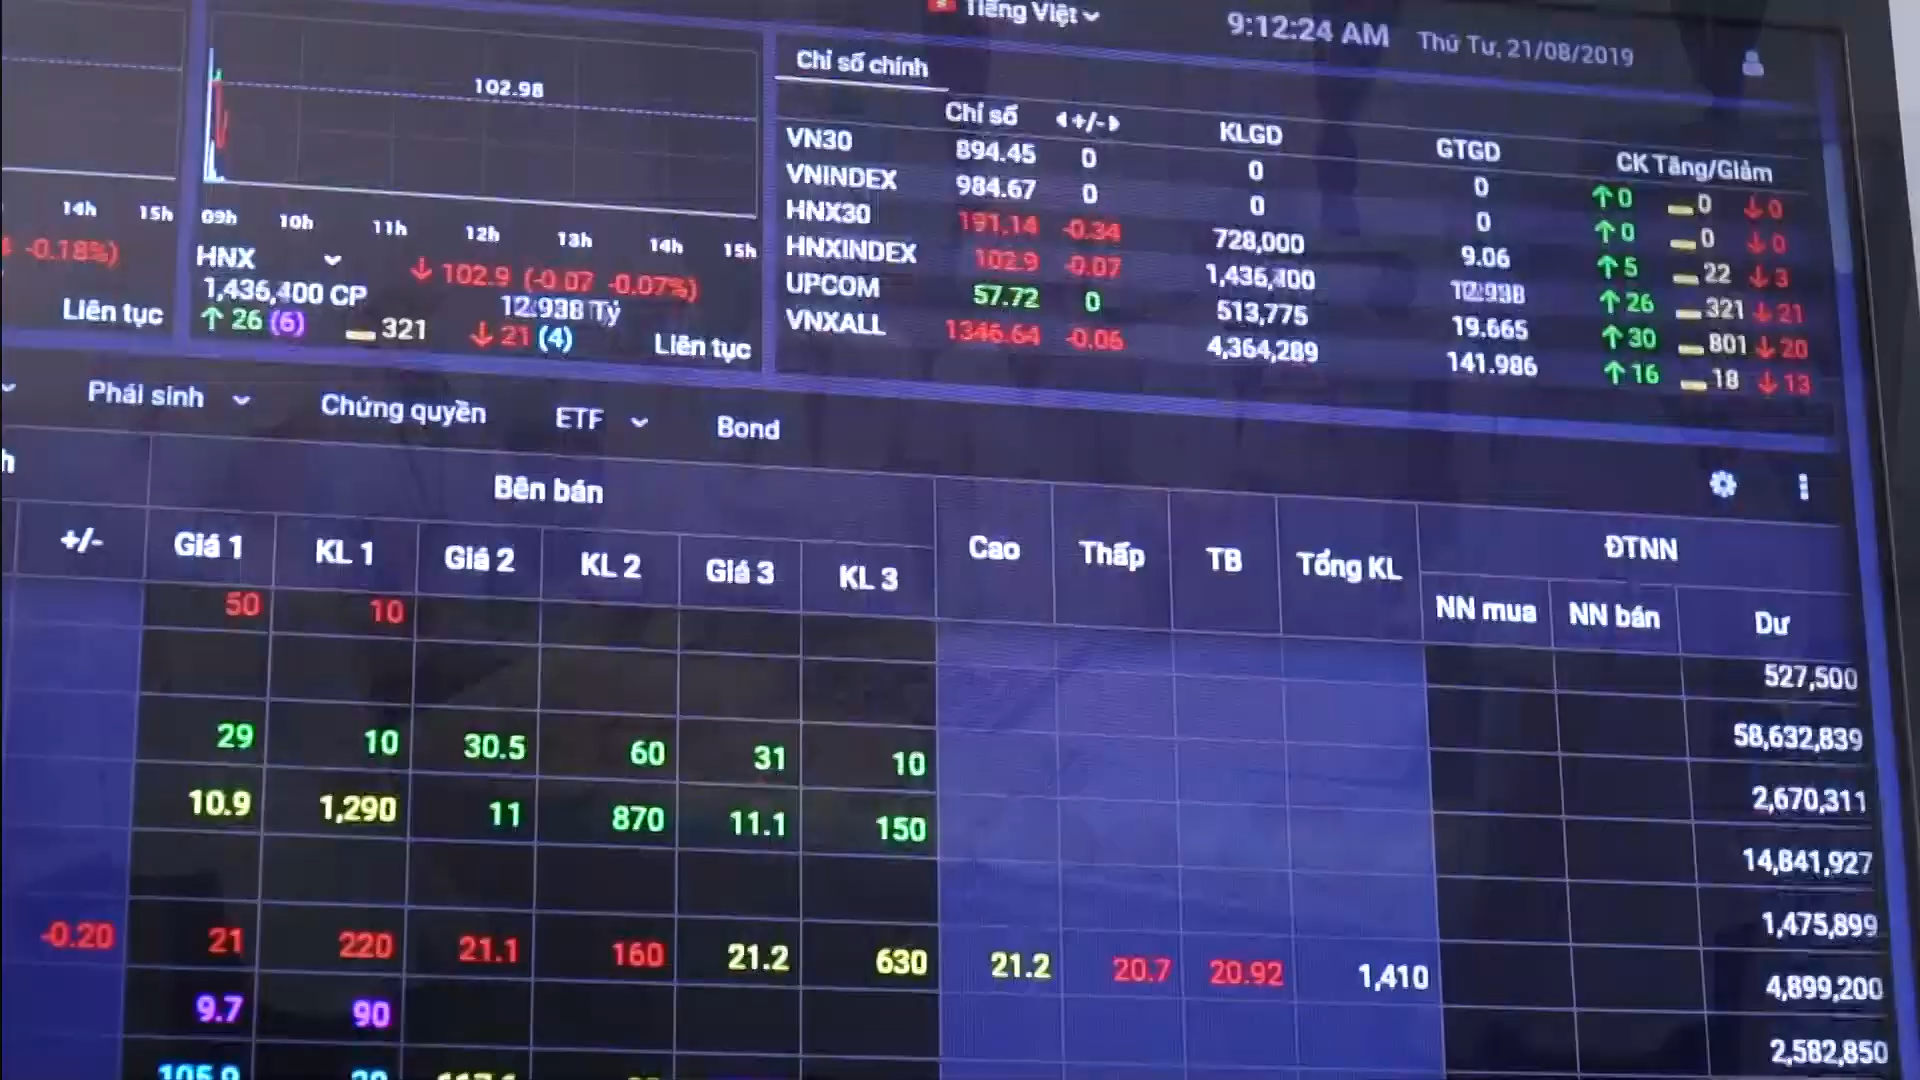 Tiếng Việt 9:12:24 AM Thứ Tư, 21/08/2019
Chỉ số chính
Chỉ số +/- KLGD GTGD CK Tăng/Giảm
VN30 894.45 0 0 0 0 0 0
VNINDEX 984.67 0 0 0 0 0 0
HNX30 191.14 -0.34 728,000 9.06 5 22 3
HNXINDEX 102.9 -0.07 1,436,400 12.938 26 321 21
UPCOM 57.72 0 513,775 19.665 30 801 20
VNXALL 1346.64 -0.06 4,364,289 141.986 16 18 13
102.98
14h 15h
09h 10h 11h 12h 13h 14h 15h
-0.18%)
Liên tục
HNX 102.9 (-0.07 -0.07%)
1,436,400 CP 12.938 Tỷ
26 (6) 321 21 (4) Liên tục
Phái sinh Chứng quyền ETF Bond
h Bên bán
+/- Giá 1 KL 1 Giá 2 KL 2 Giá 3 KL 3 Cao Thấp TB Tổng KL ĐTNN
NN mua NN bán Dư
50 10 527,500
58,632,839
29 10 30.5 60 31 10 2,670,311
10.9 1,290 11 870 11.1 150 14,841,927
1,475,899
-0.20 21 220 21.1 160 21.2 630 21.2 20.7 20.92 1,410 4,899,200
9.7 90 2,582,850
105.9